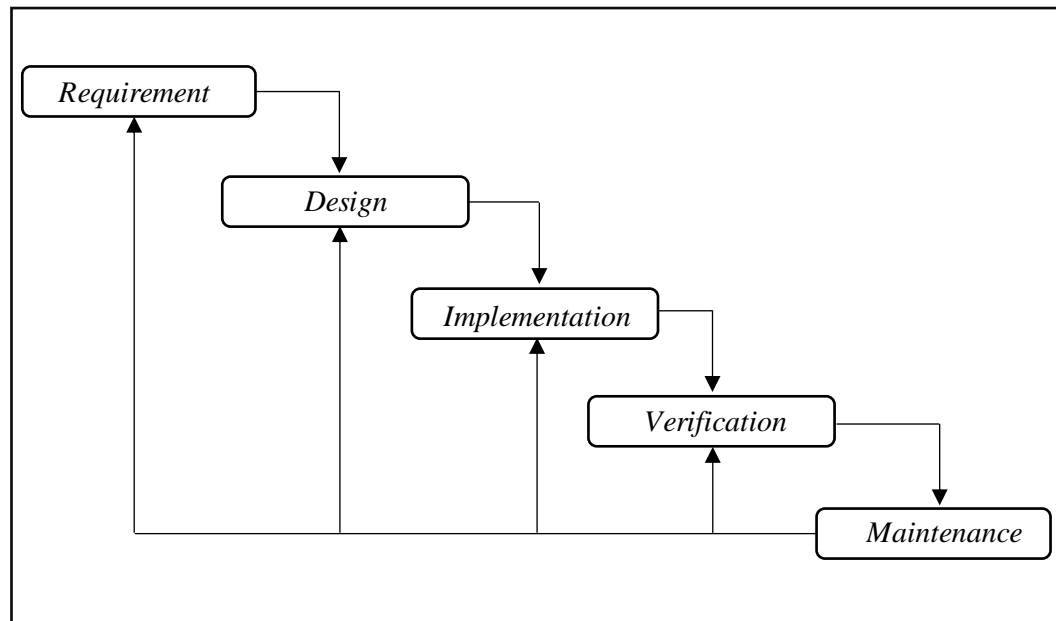 Requirement
Design
Implementation
Verification
Maintenance